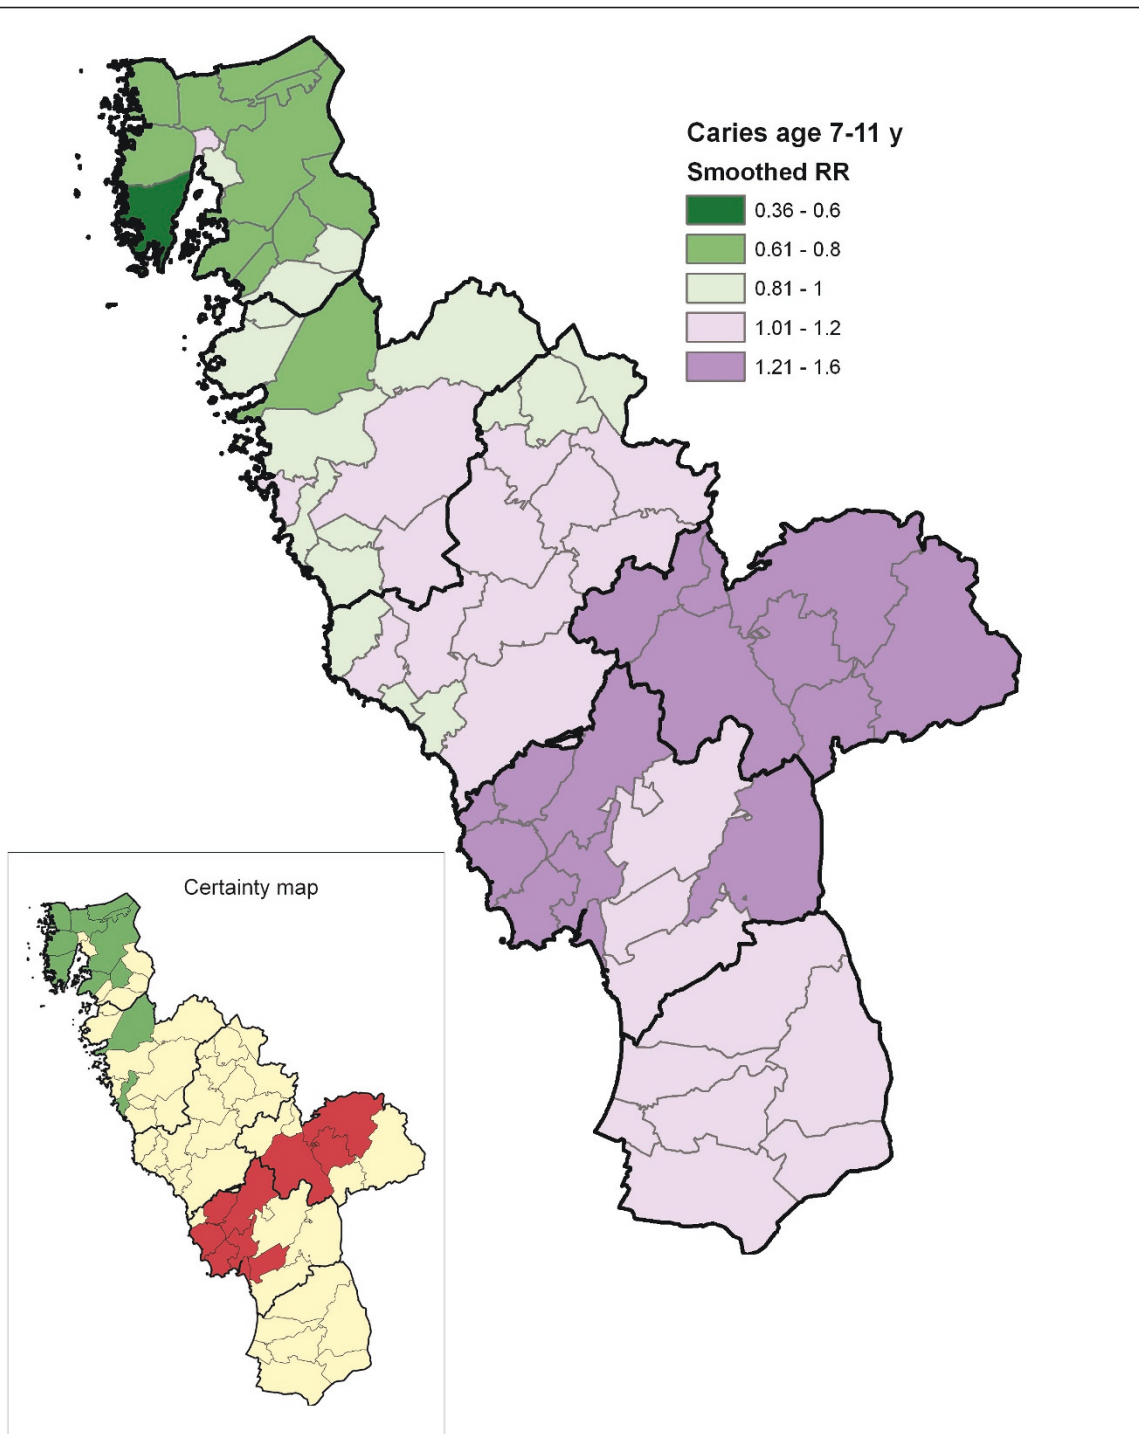 Caries age 7-11 y
Smoothed RR
0.36 - 0.6
0.61 - 0.8
0.81 - 1
1.01 - 1.2
1.21 - 1.6
Certainty map